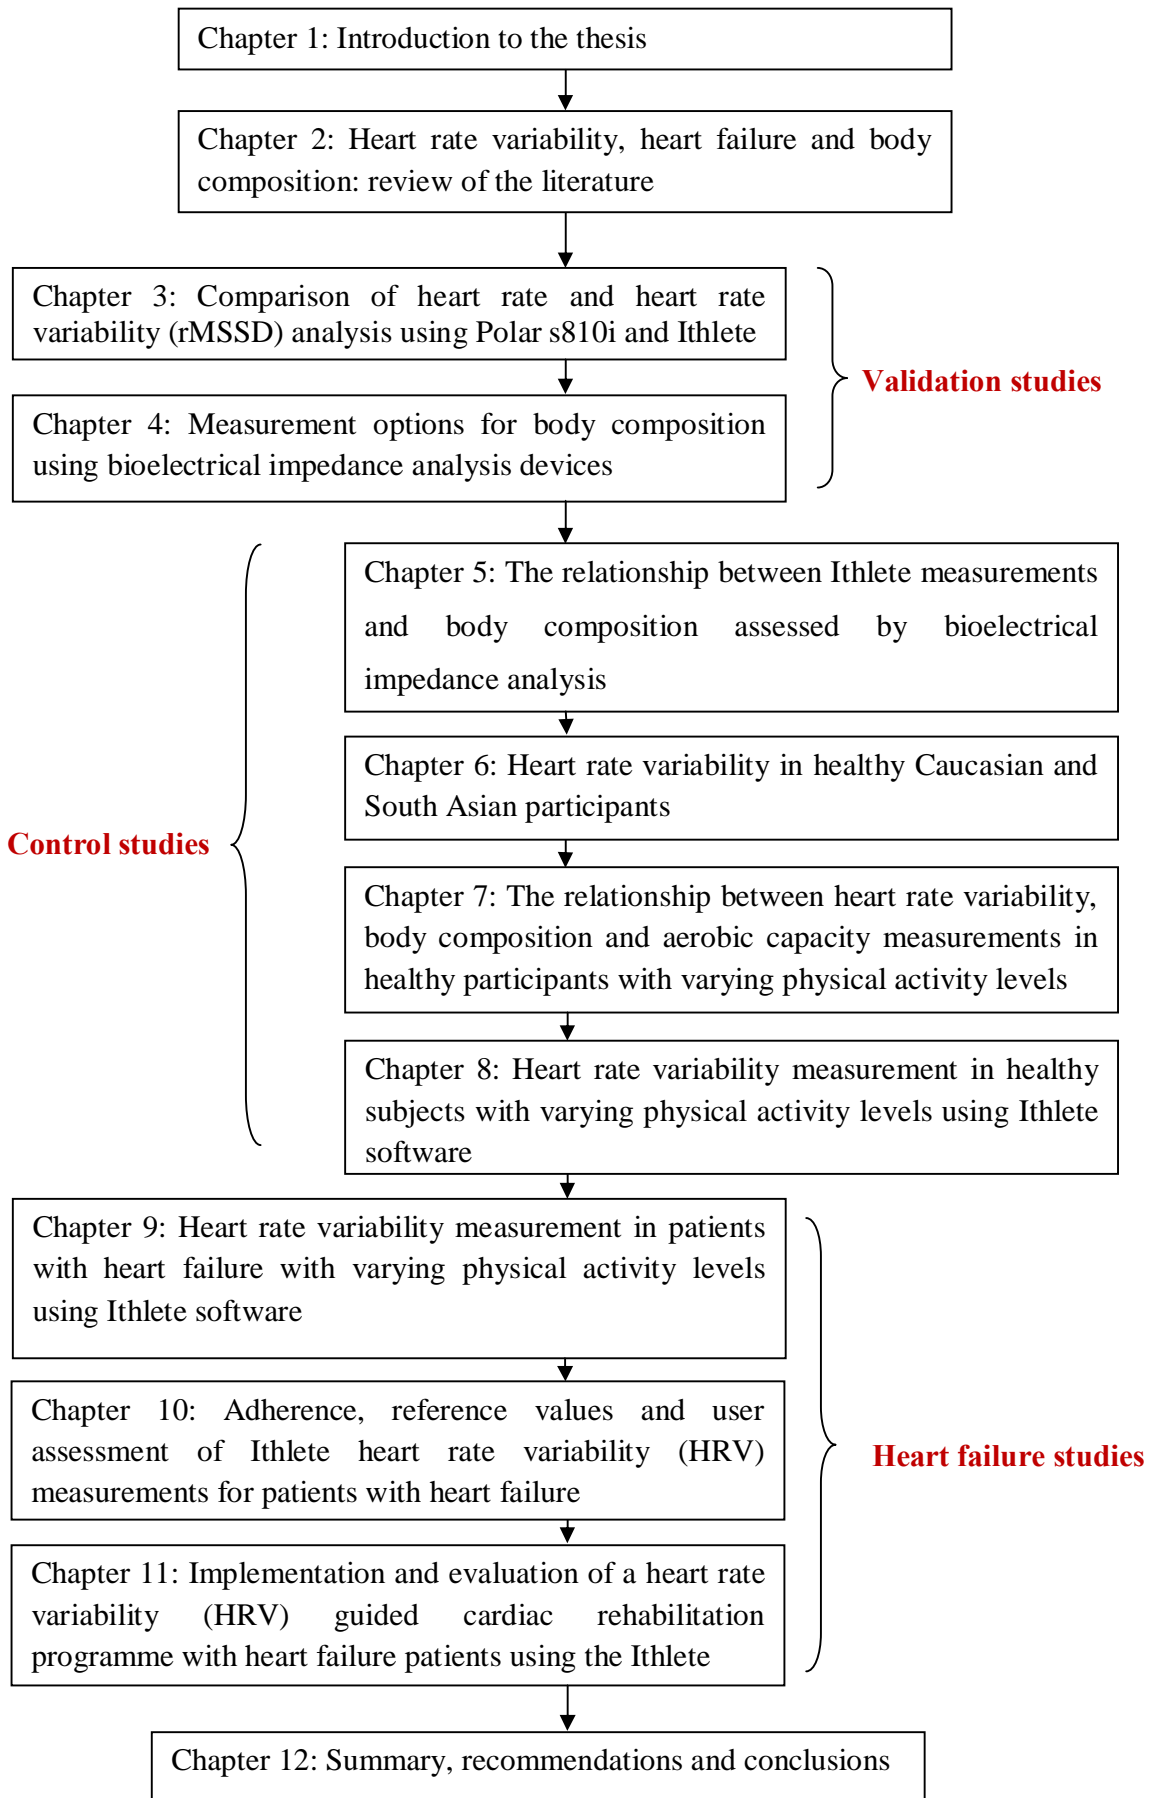 Chapter 1: Introduction to the thesis
Chapter 2: Heart rate variability, heart failure and body
composition: review of the literature
Chapter 3: Comparison of heart rate and heart rate
variability (rMSSD) analysis using Polar s810i and Ithlete
Validation studies
Chapter 4: Measurement options for body composition
using bioelectrical impedance analysis devices
Chapter 5: The relationship between Ithlete measurements
and body composition assessed by bioelectrical
impedance analysis
Chapter 6: Heart rate variability in healthy Caucasian and
South Asian participants
Control studies
Chapter 7: The relationship between heart rate variability,
body composition and aerobic capacity measurements in
healthy participants with varying physical activity levels
Chapter 8: Heart rate variability measurement in healthy
subjects with varying physical activity levels using Ithlete
software
Chapter 9: Heart rate variability measurement in patients
with heart failure with varying physical activity levels
using Ithlete software
Chapter 10: Adherence, reference values and user
assessment of Ithlete heart rate variability (HRV)
measurements for patients with heart failure
Heart failure studies
Chapter 11: Implementation and evaluation of a heart rate
variability (HRV) guided cardiac rehabilitation
programme with heart failure patients using the Ithlete
Chapter 12: Summary, recommendations and conclusions